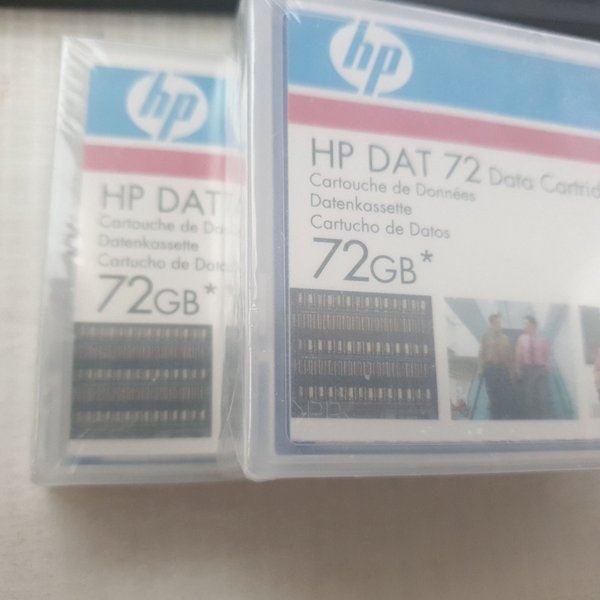 hp
HP DAT
Cartouche de Do
Datenkassette
Cartucho de Datos
72GB*
hp
HP DAT 72 Data Cartrid
Cartouche de Données
Datenkassette
Cartucho de Datos
72GB*